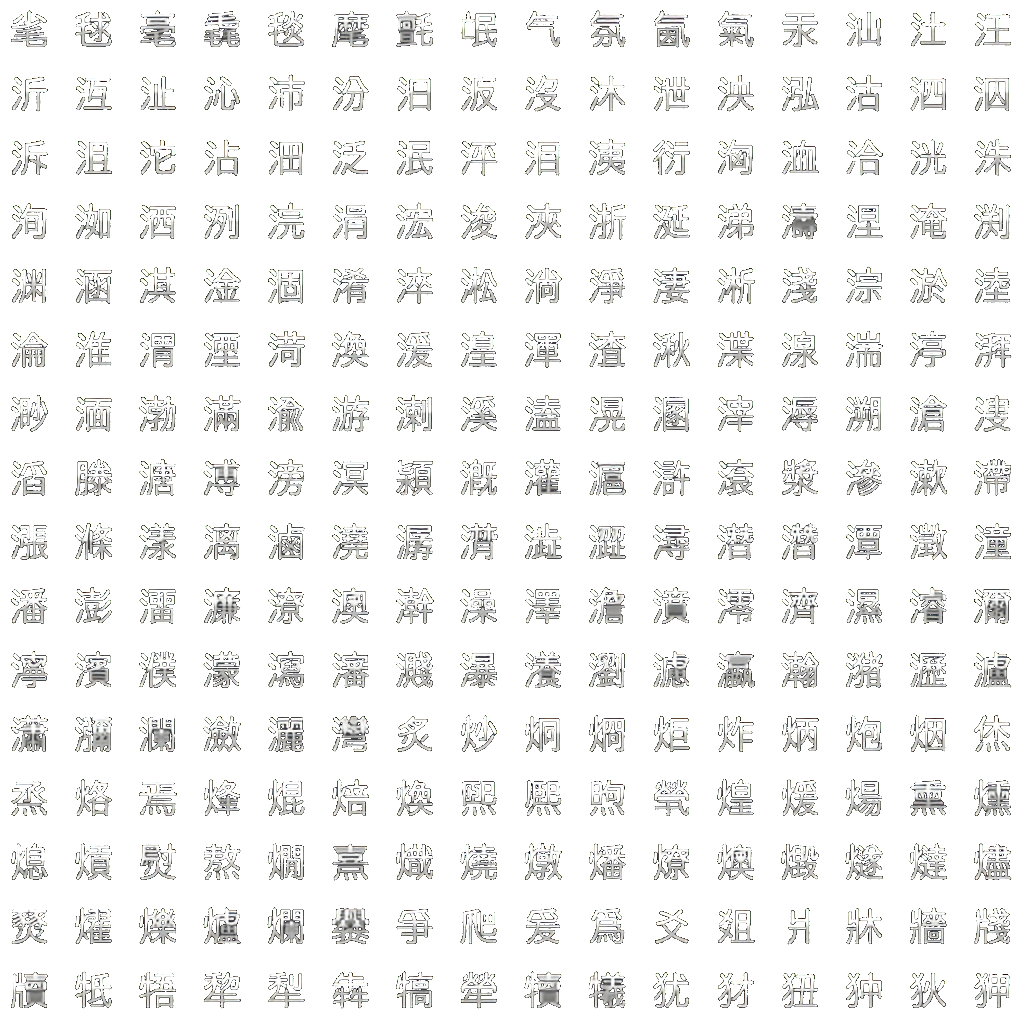 毟毬毫毳毯麾氈氓气氛氤氣汞汕汢汪
沂沍沚沁沛汾汨汳沒沐泄泱泓沽泗泅
泝沮沱沾沺泛泯泙泪洟衍洶洫洽洸洙
洵洳洒洌浣涓浤浚浹浙涎涕濤涅淹渕
渊涵淇淦涸淆淬淞淌淨淒淅淺淙淤淕
淪淮渭湮渮渙湲湟渾渣湫渫湶湍渟湃
渺湎渤滿渝游溂溪溘滉溷滓溽溯滄溲
滔滕溏溥滂溟潁漑灌滬滸滾漿滲漱滯
漲滌漾漓滷澆潺潸澁澀潯潛濳潭澂潼
潘澎澑濂潦澳澣澡澤澹濆澪濟濕濬濔
濘濱濮濛瀉瀋濺瀑瀁瀏濾瀛瀚潴瀝瀘
瀟瀰瀾瀲灑灣炙炒炯烱炬炸炳炮烟烋
烝烙焉烽焜焙煥煕熈煦煢煌煖煬熏燻
熄熕熨熬燗熹熾燒燉燔燎燠燬燧燵燼
燹燿爍爐爛爨爭爬爰爲爻爼爿牀牆牋
牘牴牾犂犁犇犒犖犢犧犹犲狃狆狄狎